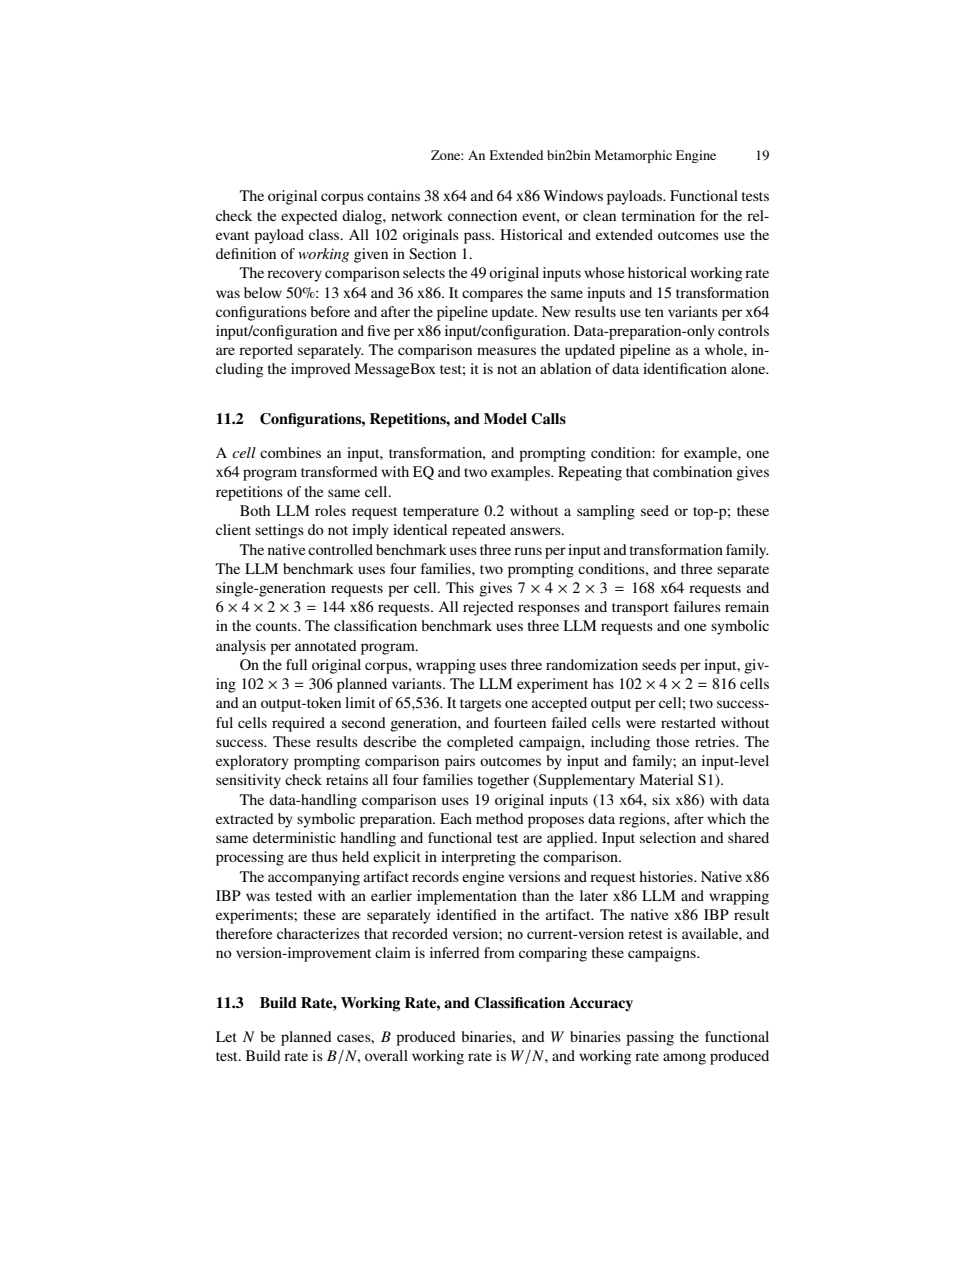 Zone: An Extended bin2bin Metamorphic Engine 19
The original corpus contains 38 x64 and 64 x86 Windows payloads. Functional tests
check the expected dialog, network connection event, or clean termination for the rel-
evant payload class. All 102 originals pass. Historical and extended outcomes use the
definition of working given in Section 1.
The recovery comparison selects the 49 original inputs whose historical working rate
was below 50%: 13 x64 and 36 x86. It compares the same inputs and 15 transformation
configurations before and after the pipeline update. New results use ten variants per x64
input/configuration and five per x86 input/configuration. Data-preparation-only controls
are reported separately. The comparison measures the updated pipeline as a whole, in-
cluding the improved MessageBox test; it is not an ablation of data identification alone.
11.2 Configurations, Repetitions, and Model Calls
A cell combines an input, transformation, and prompting condition: for example, one
x64 program transformed with EQ and two examples. Repeating that combination gives
repetitions of the same cell.
Both LLM roles request temperature 0.2 without a sampling seed or top-p; these
client settings do not imply identical repeated answers.
The native controlled benchmark uses three runs per input and transformation family.
The LLM benchmark uses four families, two prompting conditions, and three separate
single-generation requests per cell. This gives 7 × 4 × 2 × 3 = 168 x64 requests and
6 × 4 × 2 × 3 = 144 x86 requests. All rejected responses and transport failures remain
in the counts. The classification benchmark uses three LLM requests and one symbolic
analysis per annotated program.
On the full original corpus, wrapping uses three randomization seeds per input, giv-
ing 102 × 3 = 306 planned variants. The LLM experiment has 102 × 4 × 2 = 816 cells
and an output-token limit of 65,536. It targets one accepted output per cell; two success-
ful cells required a second generation, and fourteen failed cells were restarted without
success. These results describe the completed campaign, including those retries. The
exploratory prompting comparison pairs outcomes by input and family; an input-level
sensitivity check retains all four families together (Supplementary Material S1).
The data-handling comparison uses 19 original inputs (13 x64, six x86) with data
extracted by symbolic preparation. Each method proposes data regions, after which the
same deterministic handling and functional test are applied. Input selection and shared
processing are thus held explicit in interpreting the comparison.
The accompanying artifact records engine versions and request histories. Native x86
IBP was tested with an earlier implementation than the later x86 LLM and wrapping
experiments; these are separately identified in the artifact. The native x86 IBP result
therefore characterizes that recorded version; no current-version retest is available, and
no version-improvement claim is inferred from comparing these campaigns.
11.3 Build Rate, Working Rate, and Classification Accuracy
Let N be planned cases, B produced binaries, and W binaries passing the functional
test. Build rate is B/N, overall working rate is W/N, and working rate among produced